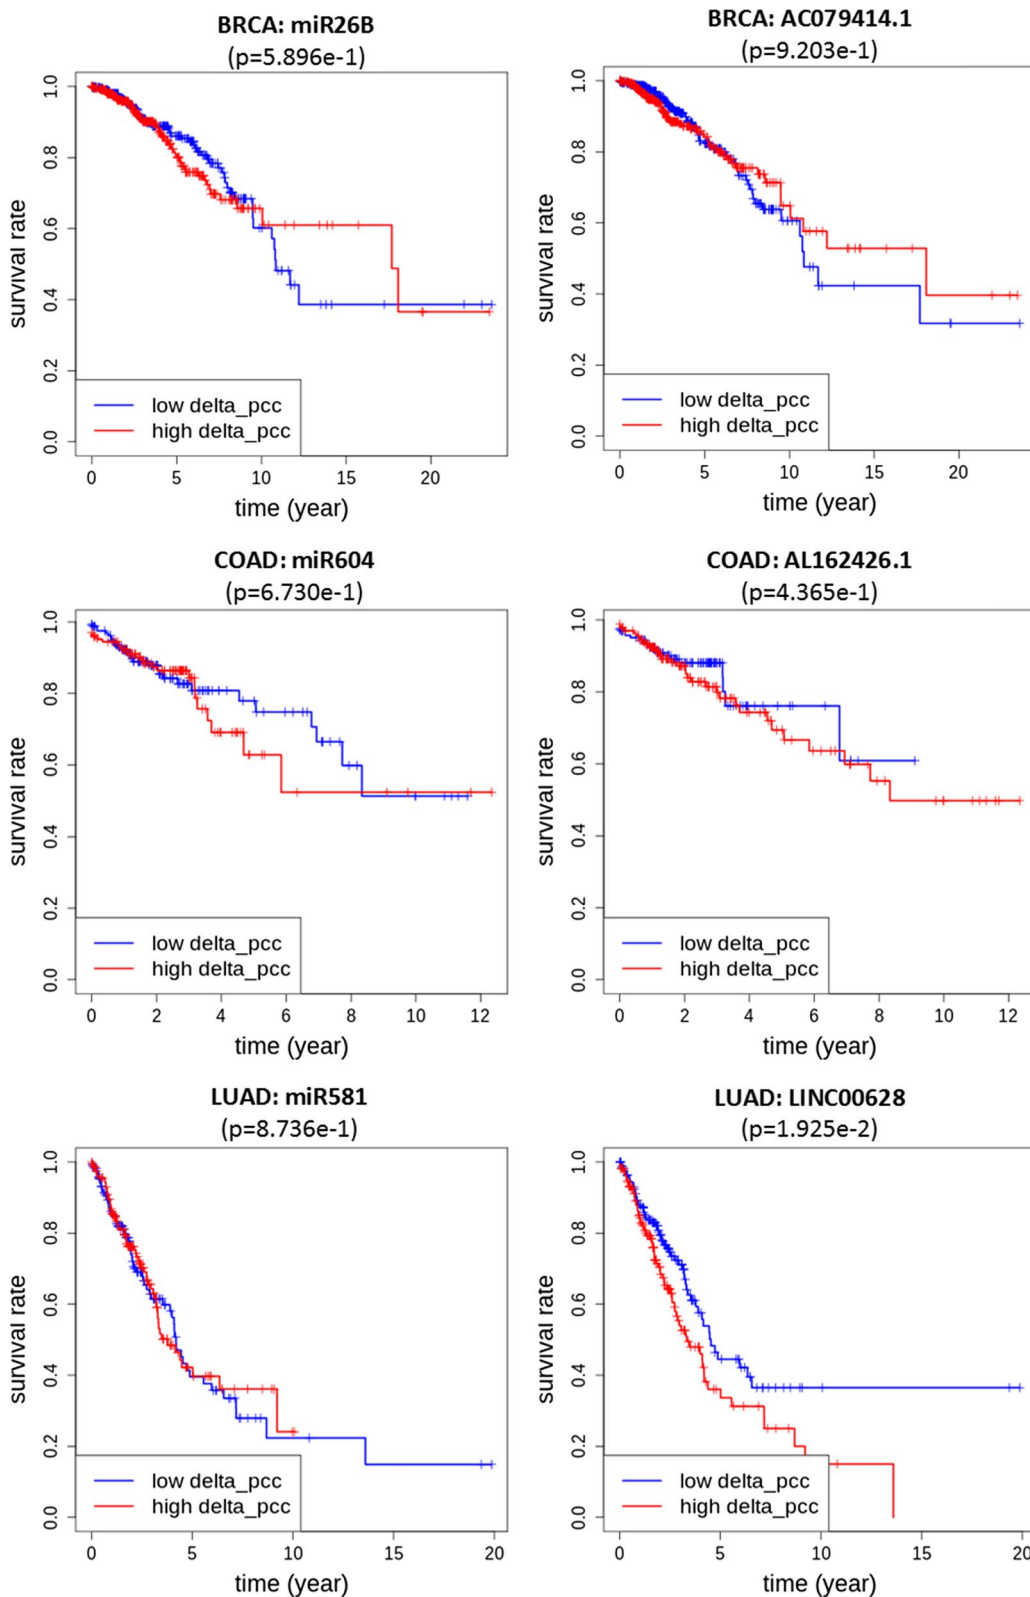 BRCA: miR26B
(p=5.896e-1)
survival rate
1.0
0.8
0.6
0.4
0.2
0.0
low delta_pcc
high delta_pcc
0 5 10 15 20
time (year)
BRCA: AC079414.1
(p=9.203e-1)
survival rate
1.0
0.8
0.6
0.4
0.2
0.0
low delta_pcc
high delta_pcc
0 5 10 15 20
time (year)
COAD: miR604
(p=6.730e-1)
survival rate
1.0
0.8
0.6
0.4
0.2
0.0
low delta_pcc
high delta_pcc
0 2 4 6 8 10 12
time (year)
COAD: AL162426.1
(p=4.365e-1)
survival rate
1.0
0.8
0.6
0.4
0.2
0.0
low delta_pcc
high delta_pcc
0 2 4 6 8 10 12
time (year)
LUAD: miR581
(p=8.736e-1)
survival rate
1.0
0.8
0.6
0.4
0.2
0.0
low delta_pcc
high delta_pcc
0 5 10 15 20
time (year)
LUAD: LINC00628
(p=1.925e-2)
survival rate
1.0
0.8
0.6
0.4
0.2
0.0
low delta_pcc
high delta_pcc
0 5 10 15 20
time (year)